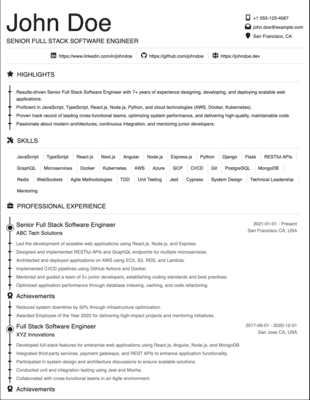 John Doe
SENIOR FULL STACK SOFTWARE ENGINEER
+1 555-123-4567
john.doe@example.com
San Francisco, CA
https://www.linkedin.com/in/johndoe https://github.com/johndoe https://johndoe.dev
HIGHLIGHTS
Results-driven Senior Full Stack Software Engineer with 7+ years of experience designing, developing, and deploying scalable web
applications.
Proficient in JavaScript, TypeScript, React.js, Node.js, Python, and cloud technologies (AWS, Docker, Kubernetes).
Proven track record of leading cross-functional teams, optimizing system performance, and delivering high-quality, maintainable code.
Passionate about modern architectures, continuous integration, and mentoring junior developers.
SKILLS
JavaScript TypeScript React.js Next.js Angular Node.js Express.js Python Django Flask RESTful APIs
GraphQL Microservices Docker Kubernetes AWS Azure GCP CI/CD Git PostgreSQL MongoDB
Redis WebSockets Agile Methodologies TDD Unit Testing Jest Cypress System Design Technical Leadership
Mentoring
PROFESSIONAL EXPERIENCE
Senior Full Stack Software Engineer 2021-01-01 - Present
ABC Tech Solutions San Francisco, CA, USA
Led the development of scalable web applications using React.js, Node.js, and Express.
Designed and implemented RESTful APIs and GraphQL endpoints for multiple microservices.
Architected and deployed applications on AWS using EC2, S3, RDS, and Lambda.
Implemented CI/CD pipelines using GitHub Actions and Docker.
Mentored and guided a team of 5+ junior developers, establishing coding standards and best practices.
Optimized application performance through database indexing, caching, and code refactoring.
Achievements
Reduced system downtime by 60% through infrastructure optimization.
Awarded Employee of the Year 2022 for delivering high-impact projects and mentoring initiatives.
Full Stack Software Engineer 2017-06-01 - 2020-12-01
XYZ Innovations San Jose, CA, USA
Developed full-stack features for enterprise web applications using React.js, Angular, Node.js, and MongoDB.
Integrated third-party services, payment gateways, and REST APIs to enhance application functionality.
Participated in system design and architecture discussions to ensure scalable solutions.
Conducted unit and integration testing using Jest and Mocha.
Collaborated with cross-functional teams in an Agile environment.
Achievements